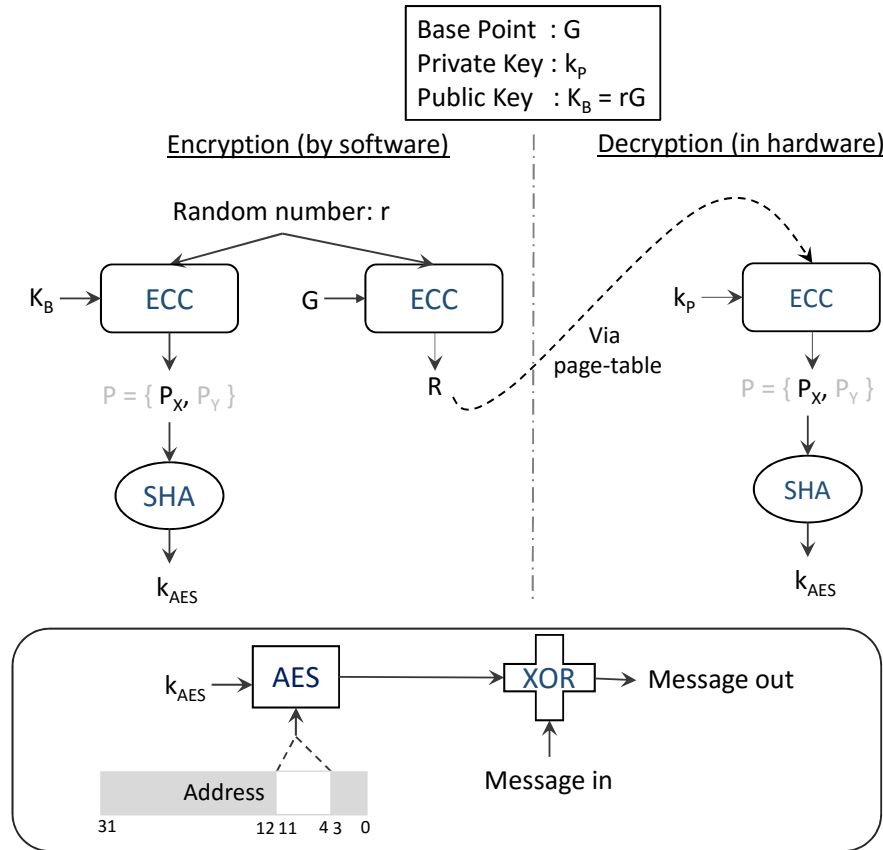 Base Point : G
Private Key : kP
Public Key : KB = rG
Encryption (by software)
Decryption (in hardware)
Random number: r
KB
ECC
G
ECC
kP
ECC
Via
page-table
P = { PX, PY }
R
P = { PX, PY }
SHA
SHA
kAES
kAES
kAES
AES
XOR
Message out
Message in
Address
31
12 11
4 3
0